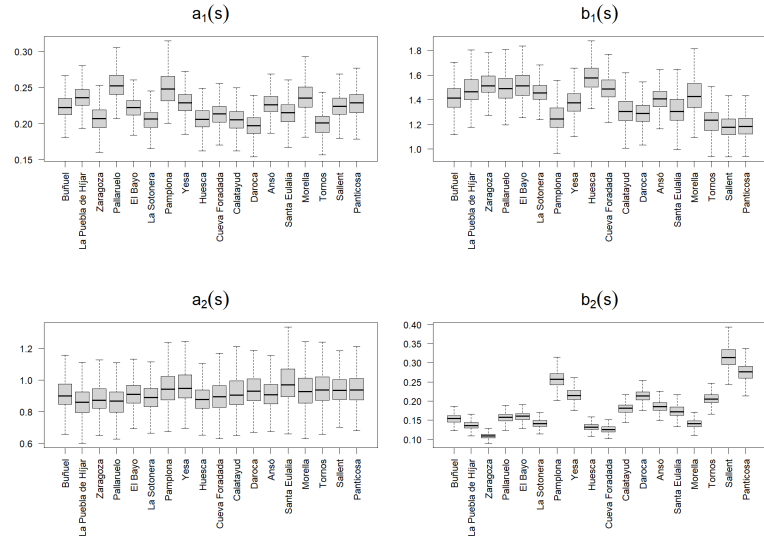 a1(s)
0.30
0.25
0.20
0.15
Buñuel
La Puebla de Híjar
Zaragoza
Pallaruelo
El Bayo
La Sotonera
Pamplona
Yesa
Huesca
Cueva Foradada
Calatayud
Daroca
Ansó
Santa Eulalia
Morella
Tornos
Sallent
Panticosa
b1(s)
1.8
1.6
1.4
1.2
1.0
Buñuel
La Puebla de Híjar
Zaragoza
Pallaruelo
El Bayo
La Sotonera
Pamplona
Yesa
Huesca
Cueva Foradada
Calatayud
Daroca
Ansó
Santa Eulalia
Morella
Tornos
Sallent
Panticosa
a2(s)
1.2
1.0
0.8
0.6
Buñuel
La Puebla de Híjar
Zaragoza
Pallaruelo
El Bayo
La Sotonera
Pamplona
Yesa
Huesca
Cueva Foradada
Calatayud
Daroca
Ansó
Santa Eulalia
Morella
Tornos
Sallent
Panticosa
b2(s)
0.40
0.35
0.30
0.25
0.20
0.15
0.10
Buñuel
La Puebla de Híjar
Zaragoza
Pallaruelo
El Bayo
La Sotonera
Pamplona
Yesa
Huesca
Cueva Foradada
Calatayud
Daroca
Ansó
Santa Eulalia
Morella
Tornos
Sallent
Panticosa